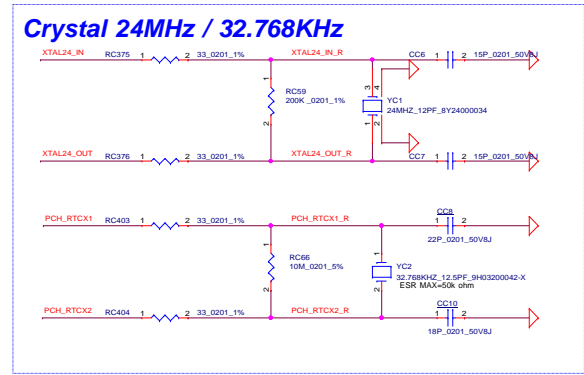 Crystal 24MHz / 32.768KHz
XTAL24_IN RC375 1 2 33_0201_1% XTAL24_IN_R CC6 1 2 15P_0201_50V8J
1 RC59 200K _0201_1% 2
3 4 YC1 24MHZ_12PF_8Y24000034 1 2
XTAL24_OUT RC376 1 2 33_0201_1% XTAL24_OUT_R CC7 1 2 15P_0201_50V8J
PCH_RTCX1 RC403 1 2 33_0201_1% PCH_RTCX1_R CC8 1 2
22P_0201_50V8J
1 RC66 10M_0201_5% 2
1 YC2 2
32.768KHZ_12.5PF_9H03200042-X
ESR MAX=50k ohm
PCH_RTCX2 RC404 1 2 33_0201_1% PCH_RTCX2_R CC10 1 2
18P_0201_50V8J